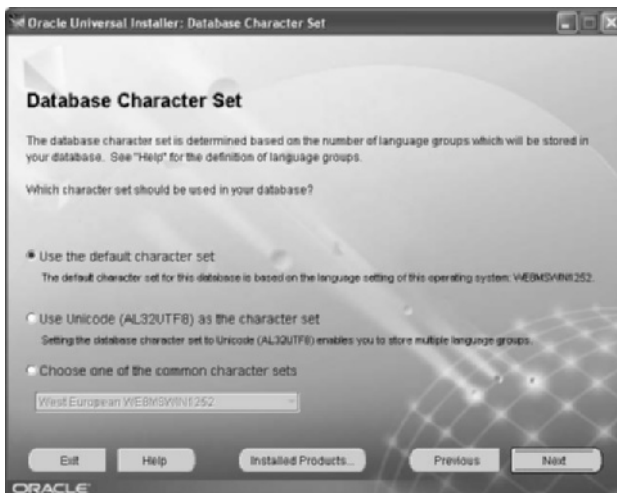 Oracle Universal Installer: Database Character Set
Database Character Set
The database character set is determined based on the number of language groups which will be stored in
your database. See "Help" for the definition of language groups.
Which character set should be used in your database?
Use the default character set
The default character set for this database is based on the language setting of this operating system: WE8MSWIN1252.
Use Unicode (AL32UTF8) as the character set
Setting the database character set to Unicode (AL32UTF8) enables you to store multiple language groups.
Choose one of the common character sets
West European WE8MSWIN1252
Exit
Help
Installed Products...
Previous
Next
ORACLE